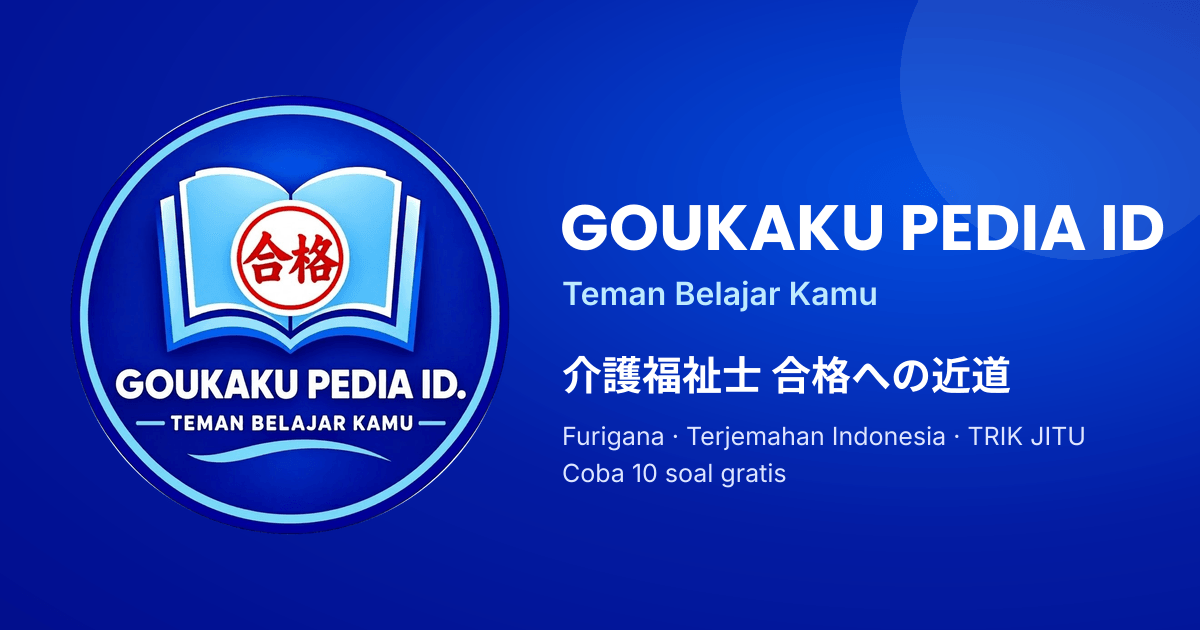 合格
GOUKAKU PEDIA ID.
TEMAN BELAJAR KAMU
GOUKAKU PEDIA ID
Teman Belajar Kamu
介護福祉士 合格への近道
Furigana · Terjemahan Indonesia · TRIK JITU
Coba 10 soal gratis